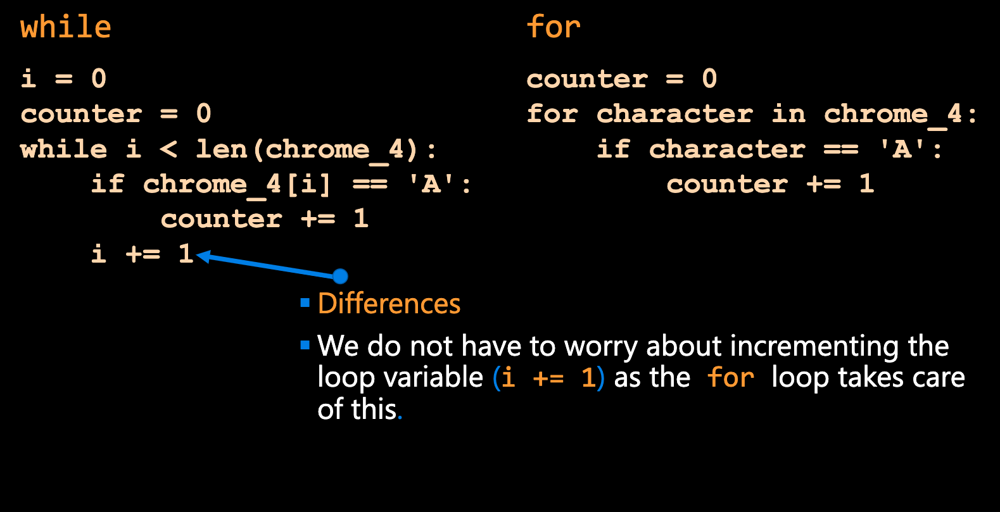 while
i = 0
counter = 0
while i < len(chrome_4):
    if chrome_4[i] == 'A':
        counter += 1
    i += 1
for
counter = 0
for character in chrome_4:
    if character == 'A':
        counter += 1
▪ Differences
▪ We do not have to worry about incrementing the
loop variable (i += 1) as the for loop takes care
of this.